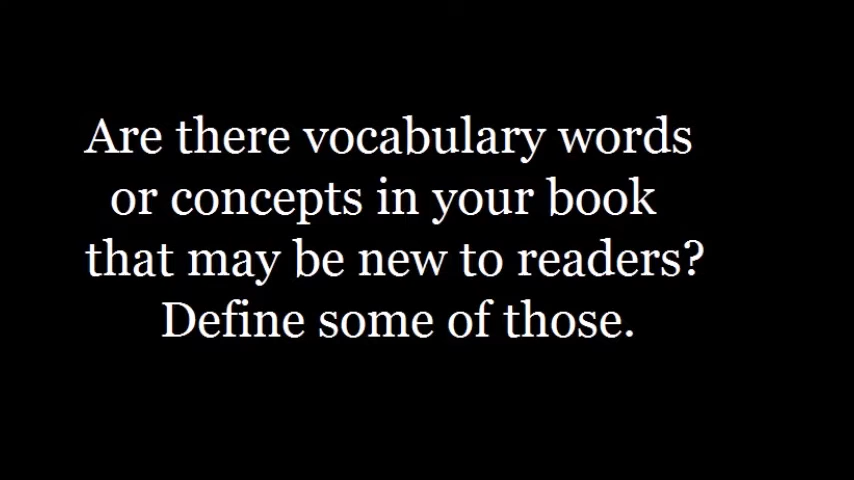 Are there vocabulary words
or concepts in your book
that may be new to readers?
Define some of those.